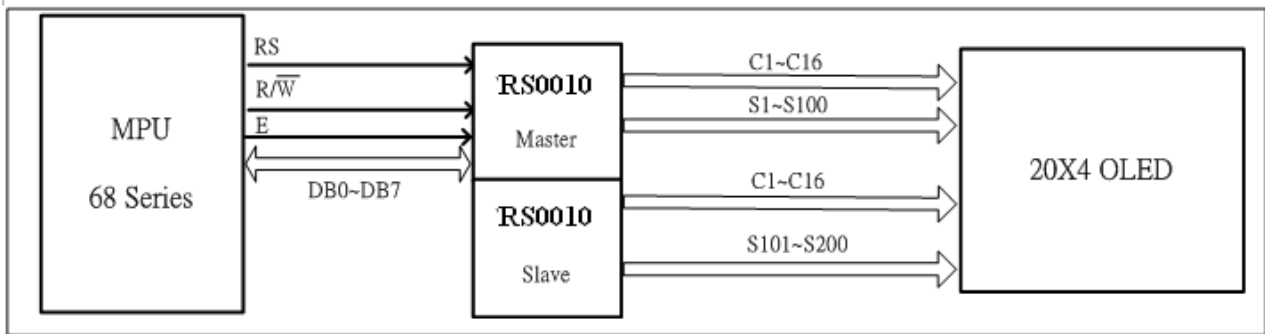 MPU
68 Series
RS
R/W̅
E
DB0~DB7
RS0010
Master
RS0010
Slave
C1~C16
S1~S100
C1~C16
S101~S200
20X4 OLED